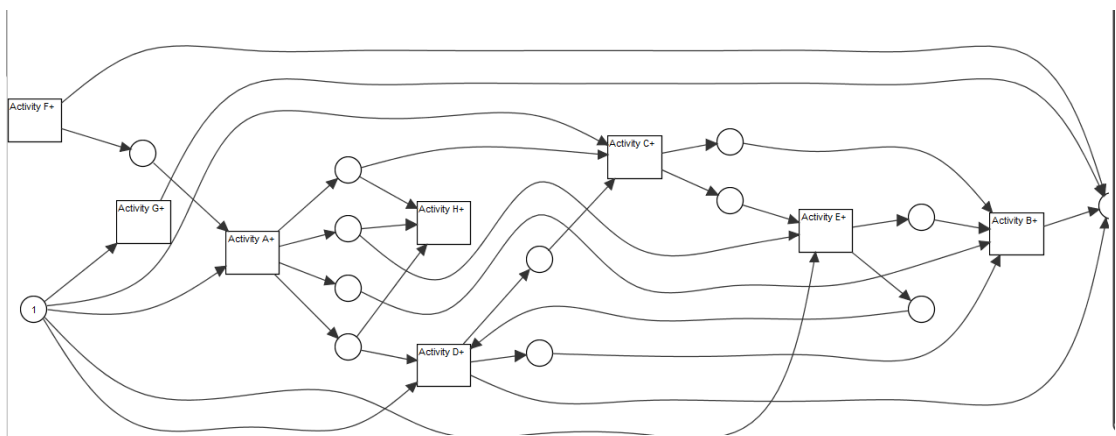 Activity F+
Activity C+
Activity G+
Activity H+
Activity E+
Activity B+
Activity A+
1
Activity D+